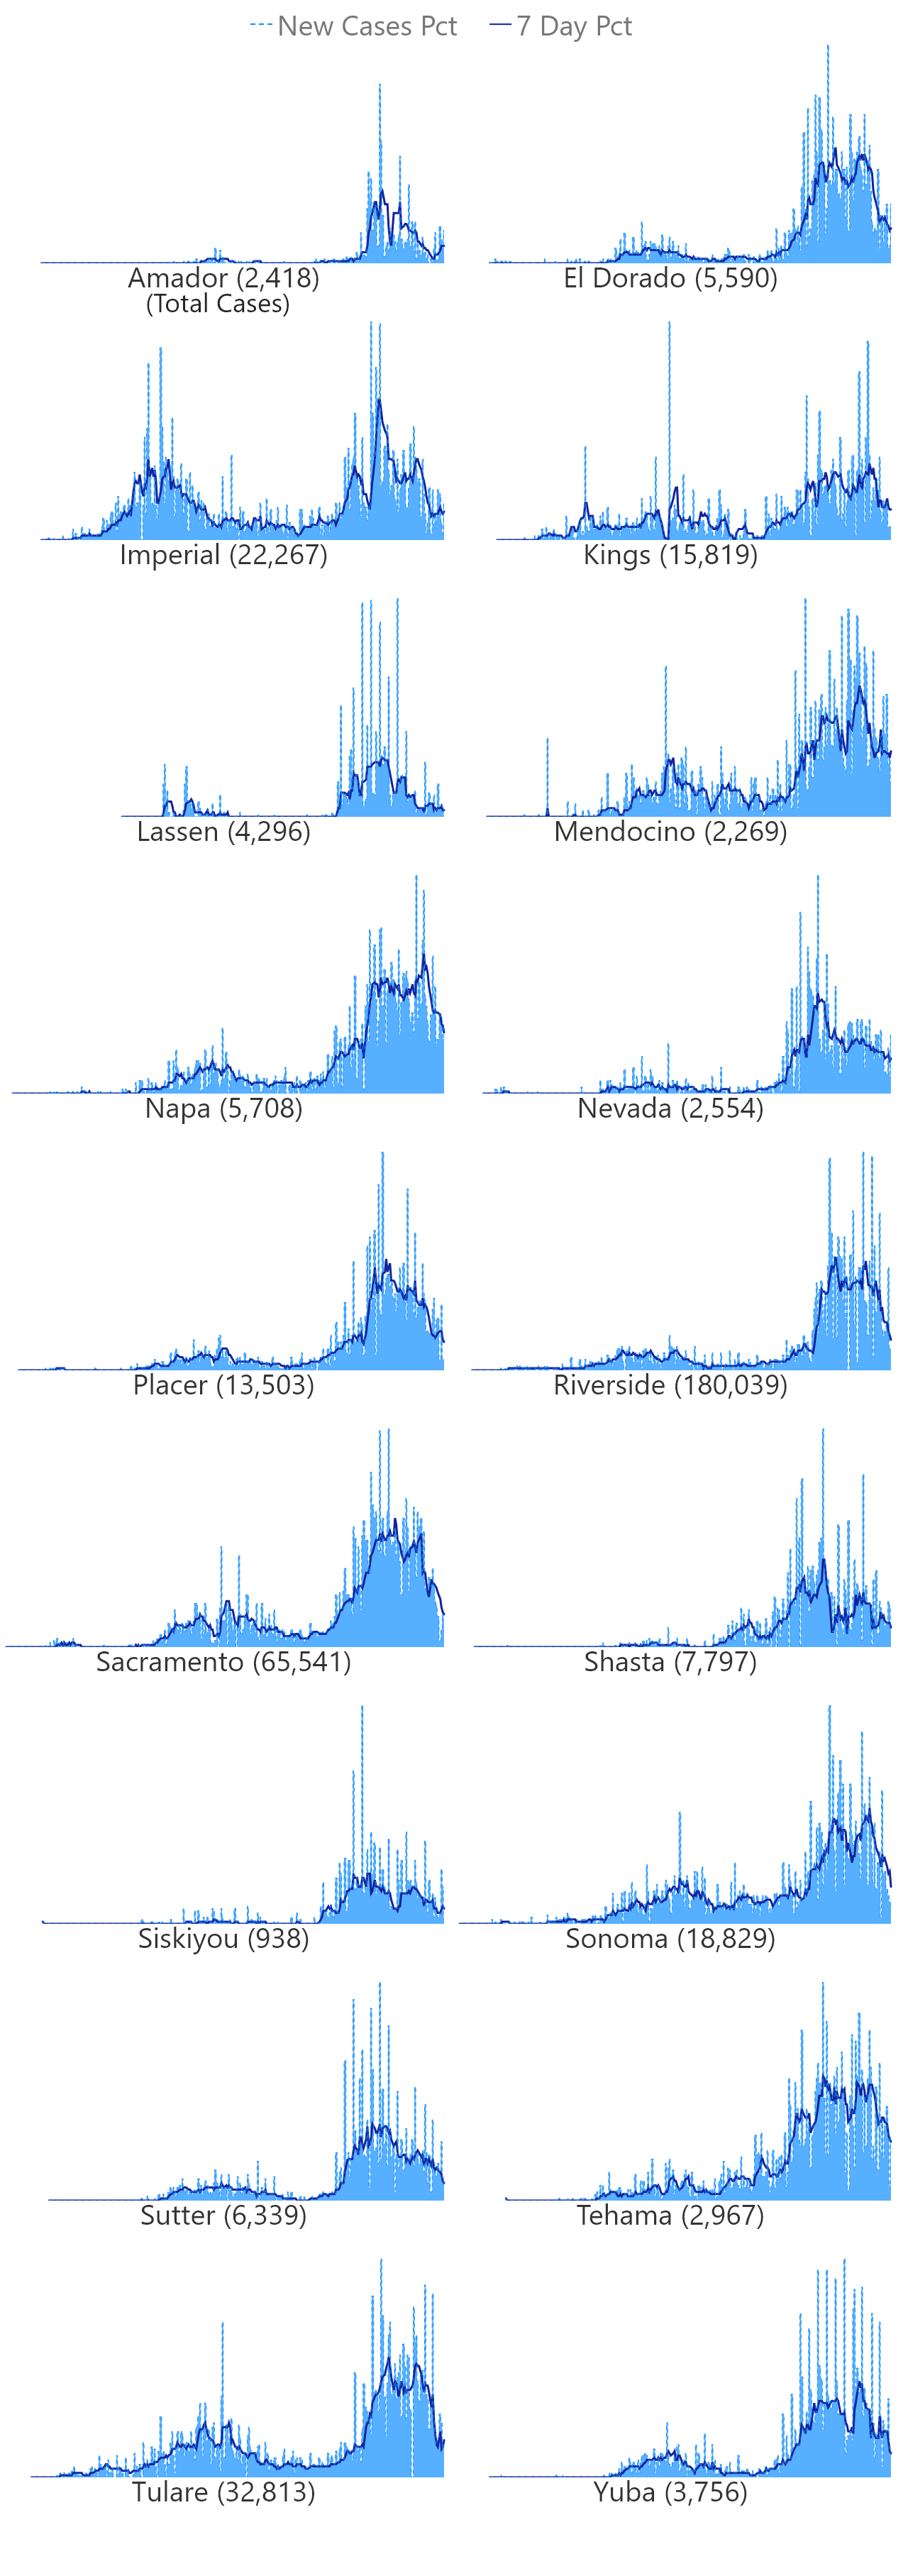 New Cases Pct 7 Day Pct
Amador (2,418) El Dorado (5,590)
(Total Cases)
Imperial (22,267) Kings (15,819)
Lassen (4,296) Mendocino (2,269)
Napa (5,708) Nevada (2,554)
Placer (13,503) Riverside (180,039)
Sacramento (65,541) Shasta (7,797)
Siskiyou (938) Sonoma (18,829)
Sutter (6,339) Tehama (2,967)
Tulare (32,813) Yuba (3,756)